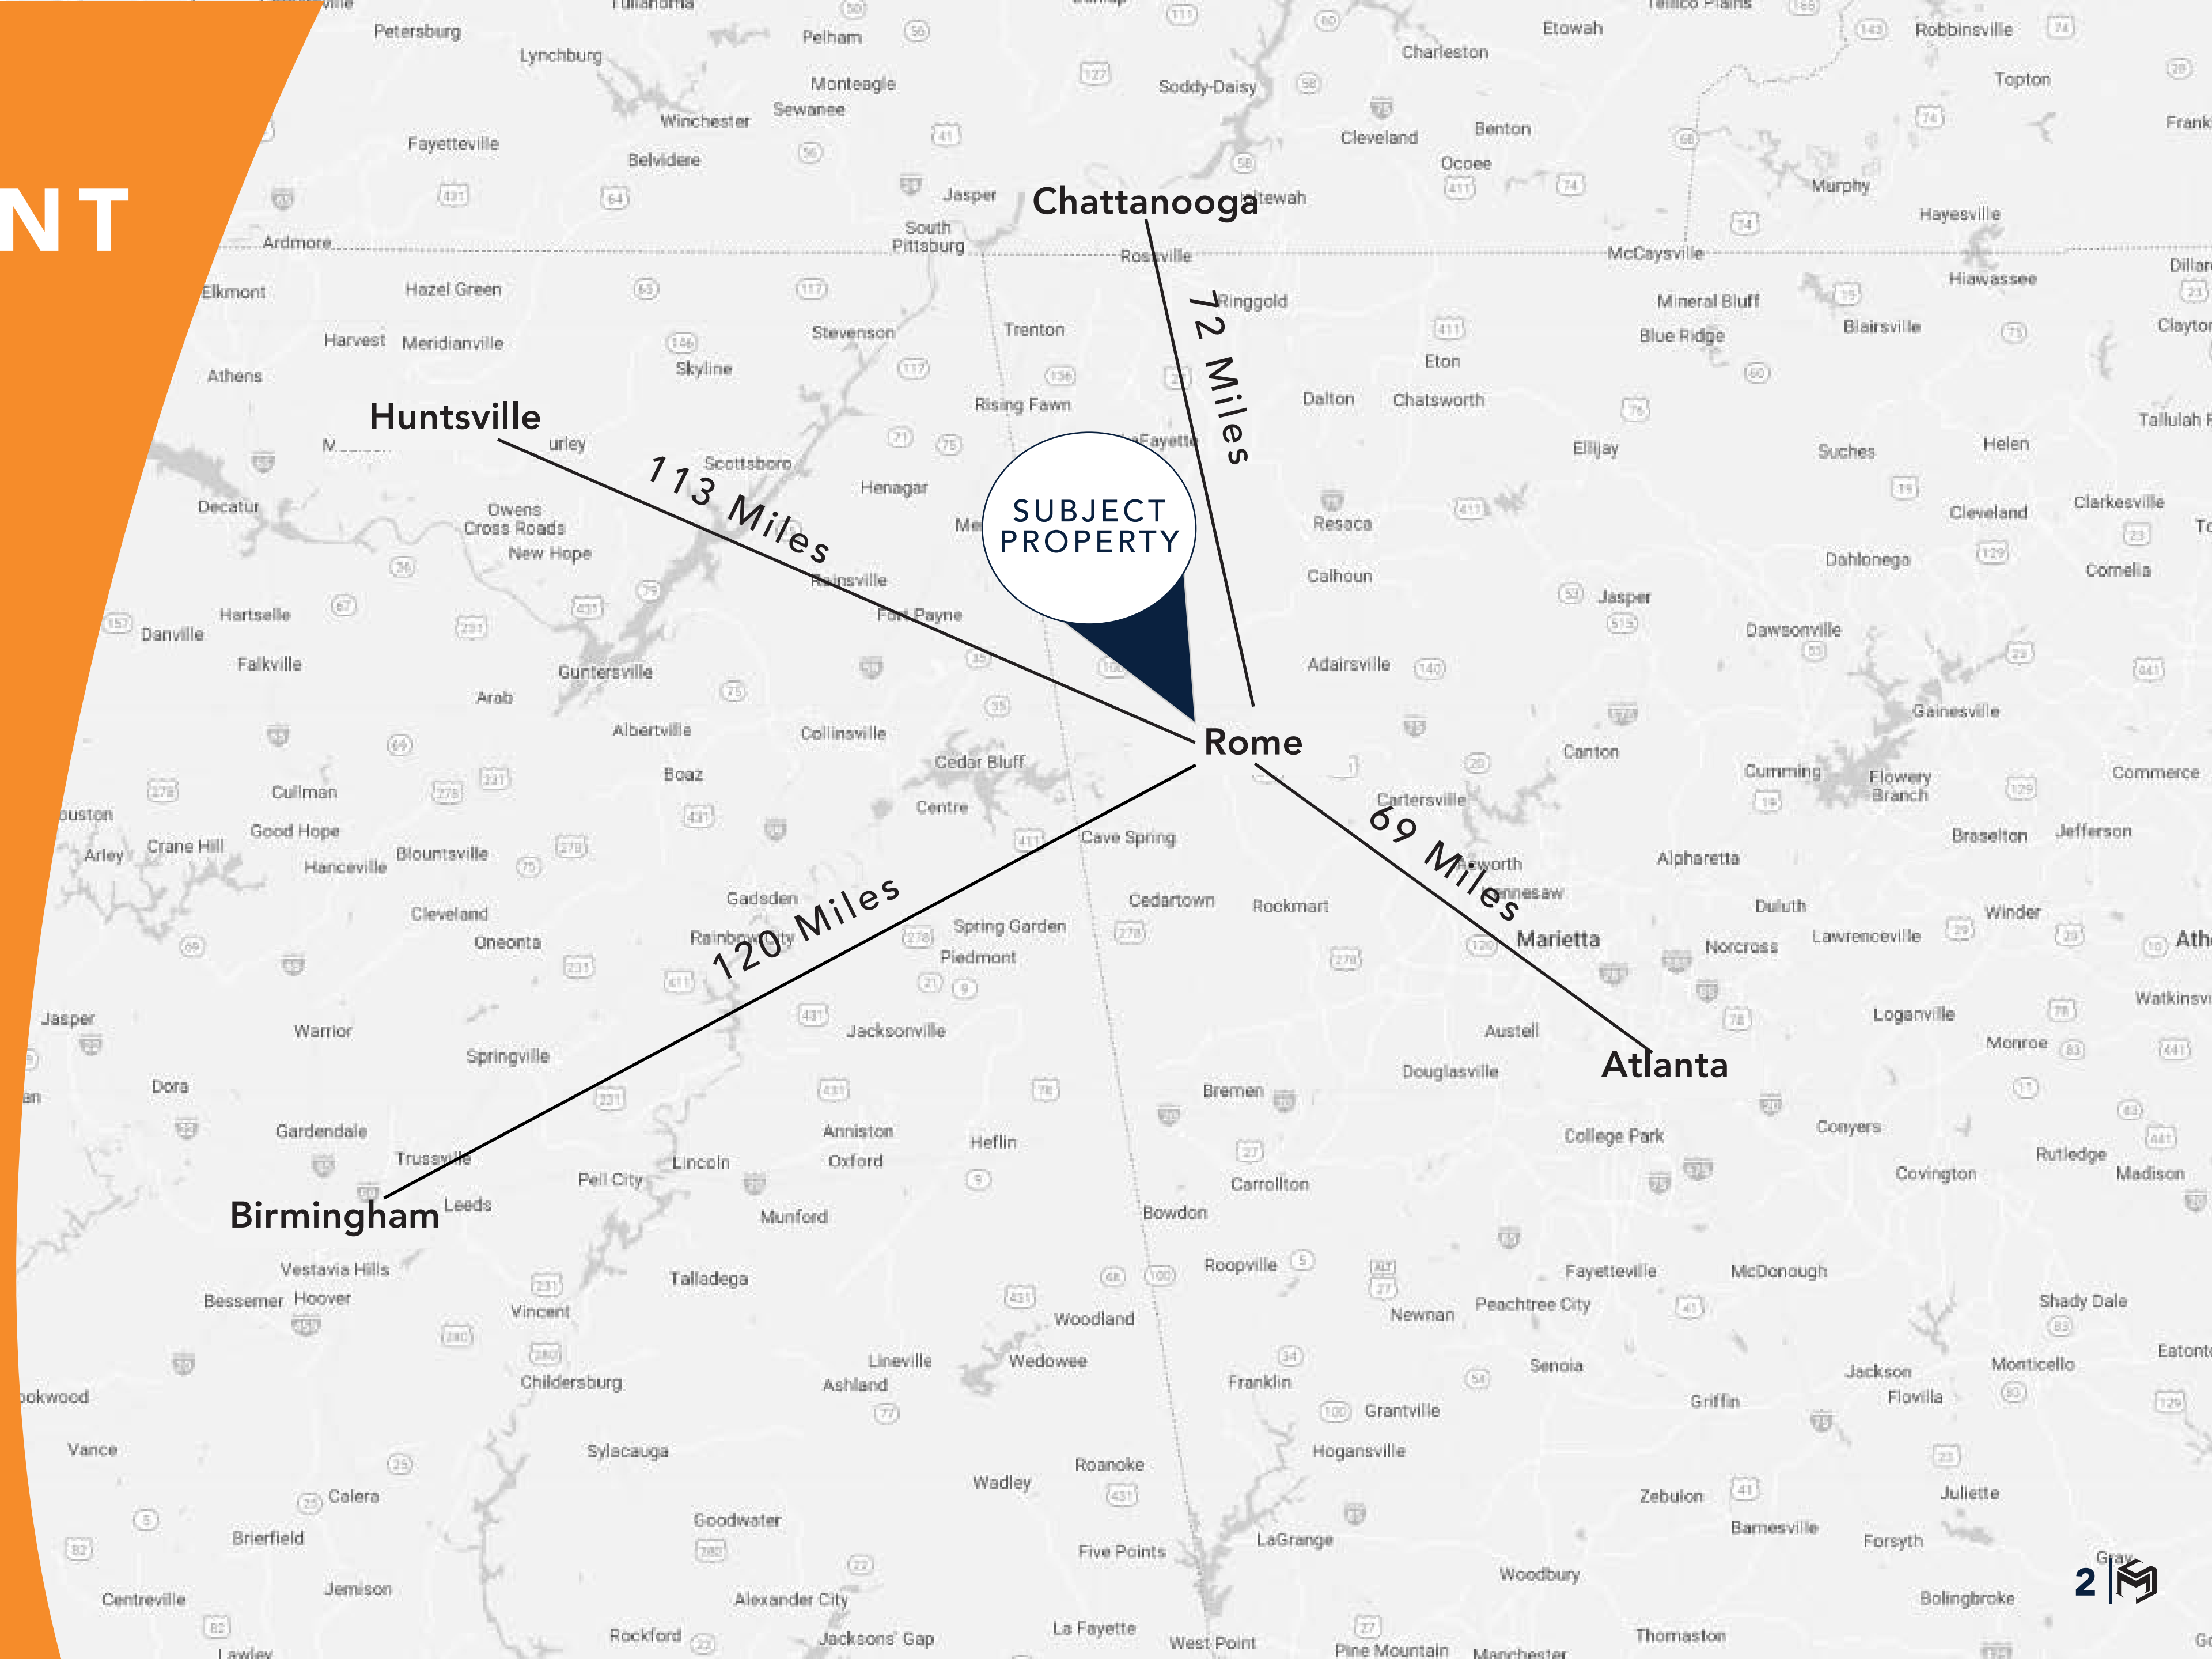 NT
Petersburg
Lynchburg
Pelham
Monteagle
Sewanee
Winchester
Belvidere
Fayetteville
Soddy-Daisy
Charleston
Etowah
Robbinsville
Topton
Cleveland
Benton
Ocoee
Murphy
Hayesville
Jasper
Chattanooga
South
Pittsburg
Ardmore
Rossville
McCaysville
Hiawassee
Elkmont
Hazel Green
Ringgold
Mineral Bluff
Harvest
Meridianville
Stevenson
Trenton
Blue Ridge
Blairsville
Skyline
Athens
Eton
72 Miles
Rising Fawn
Dalton
Chatsworth
Huntsville
Ellijay
Suches
Helen
Scottsboro
113 Miles
Henagar
SUBJECT
PROPERTY
Resaca
Clarkesville
Cleveland
Decatur
Owens
Cross Roads
New Hope
Dahlonega
Cornelia
Rainsville
Calhoun
Jasper
Fort Payne
Hartselle
Danville
Dawsonville
Falkville
Guntersville
Adairsville
Arab
Gainesville
Albertville
Collinsville
Rome
Canton
Cedar Bluff
Boaz
Cumming
Flowery
Branch
Commerce
Cullman
Centre
Cartersville
69 Miles
Good Hope
Cave Spring
Braselton
Jefferson
Arley
Crane Hill
Hanceville
Blountsville
Acworth
Alpharetta
Kennesaw
Gadsden
120 Miles
Cedartown
Rockmart
Duluth
Winder
Cleveland
Oneonta
Rainbow City
Spring Garden
Marietta
Norcross
Lawrenceville
Piedmont
Jasper
Warrior
Jacksonville
Austell
Loganville
Monroe
Springville
Atlanta
Dora
Douglasville
Bremen
Gardendale
Anniston
Heflin
College Park
Conyers
Trussville
Lincoln
Oxford
Rutledge
Pell City
Carrollton
Covington
Madison
Birmingham
Leeds
Munford
Bowdon
Vestavia Hills
Talladega
Roopville
Fayetteville
McDonough
Bessemer
Hoover
Vincent
Woodland
Newnan
Peachtree City
Shady Dale
Lineville
Wedowee
Senoia
Jackson
Monticello
Childersburg
Ashland
Franklin
Griffin
Flovilla
Grantville
Vance
Sylacauga
Hogansville
Roanoke
Wadley
Calera
Zebulon
Juliette
Goodwater
Brierfield
Five Points
LaGrange
Barnesville
Forsyth
Gray
Woodbury
2
Jemison
Centreville
Alexander City
Bolingbroke
Rockford
Jacksons' Gap
La Fayette
West Point
Pine Mountain
Manchester
Thomaston